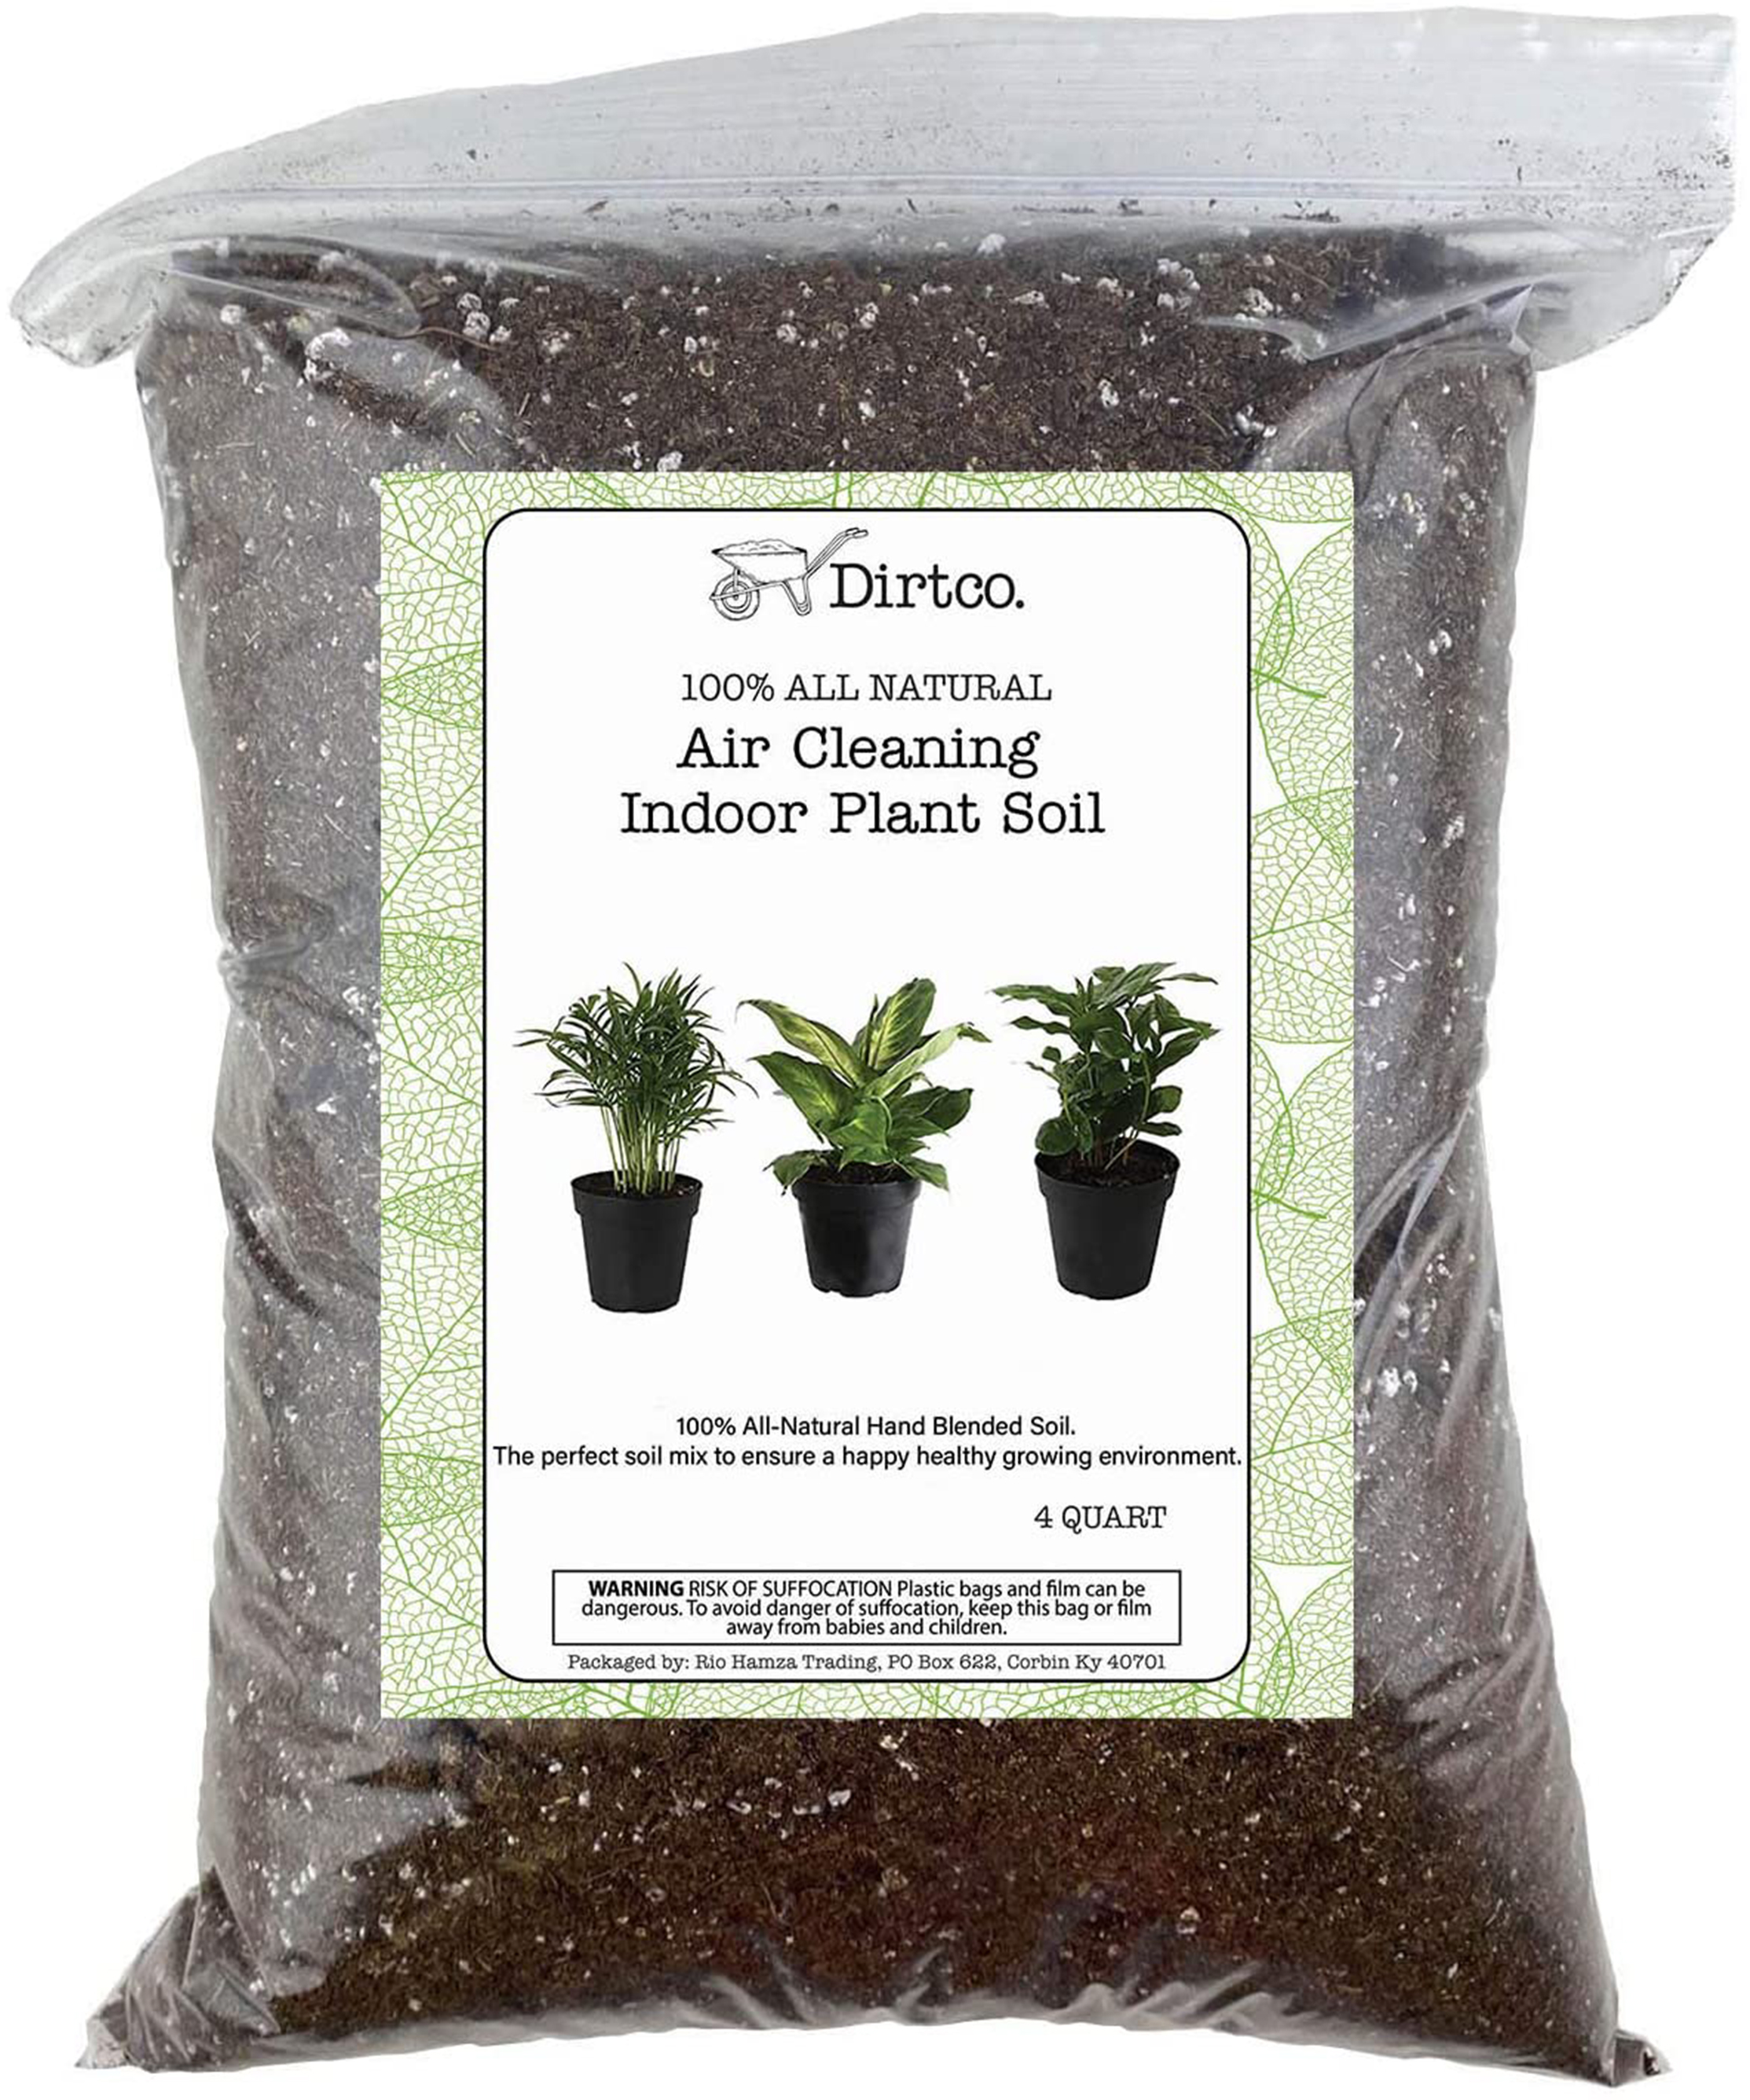 Dirtco.
100% ALL NATURAL
Air Cleaning
Indoor Plant Soil
100% All-Natural Hand Blended Soil.
The perfect soil mix to ensure a happy healthy growing environment.
4 QUART
WARNING RISK OF SUFFOCATION Plastic bags and film can be
dangerous. To avoid danger of suffocation, keep this bag or film
away from babies and children.
Packaged by: Rio Hamza Trading, PO Box 622, Corbin Ky 40701